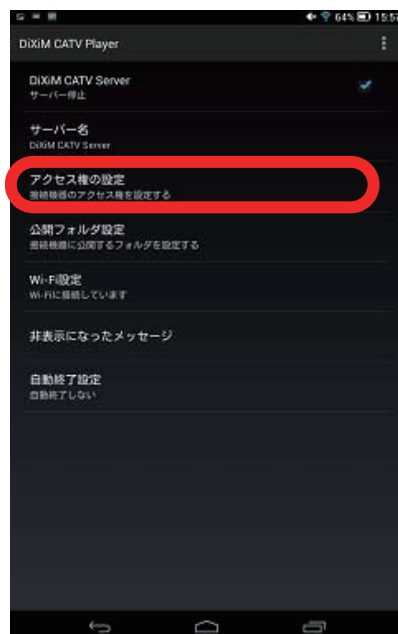 64% 15:57
DiXiM CATV Player
DiXiM CATV Server
サーバー停止
サーバー名
DiXiM CATV Server
アクセス権の設定
接続機器のアクセス権を設定する
公開フォルダ設定
接続機器に公開するフォルダを設定する
Wi-Fi設定
Wi-Fiに接続しています
非表示になったメッセージ
自動終了設定
自動終了しない